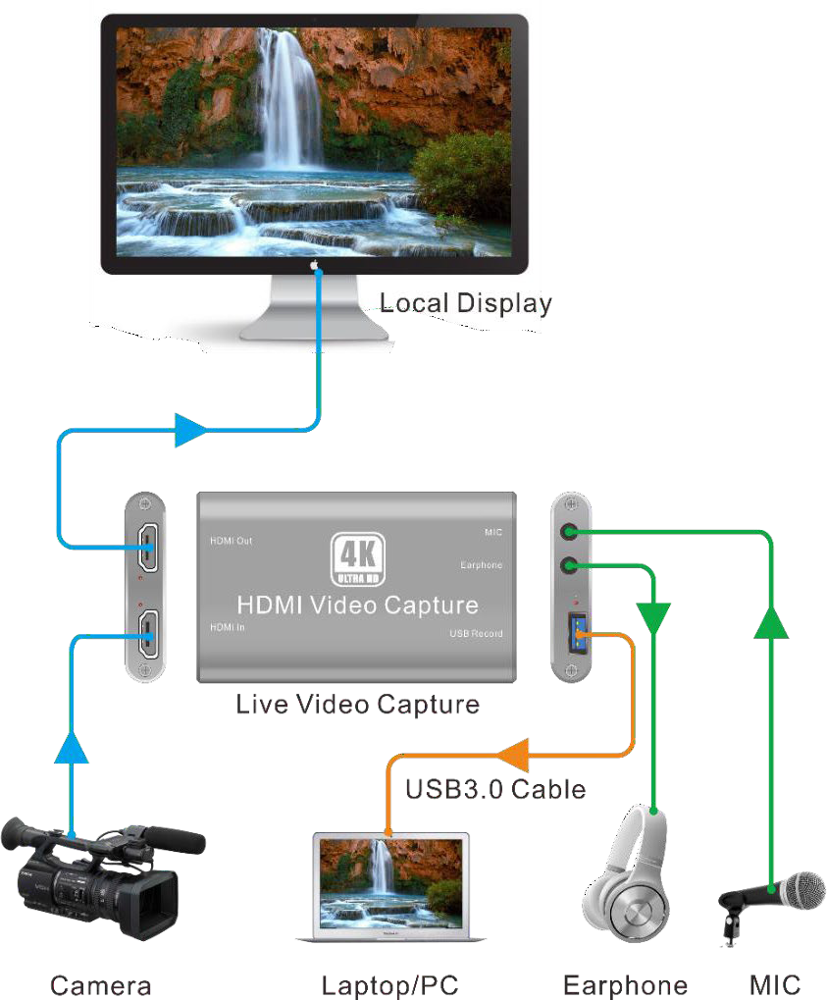 Local Display
HDMI Out
MIC
4K
ULTRA HD
Earphone
HDMI Video Capture
HDMI In
USB Record
Live Video Capture
USB3.0 Cable
Camera
Laptop/PC
Earphone
MIC